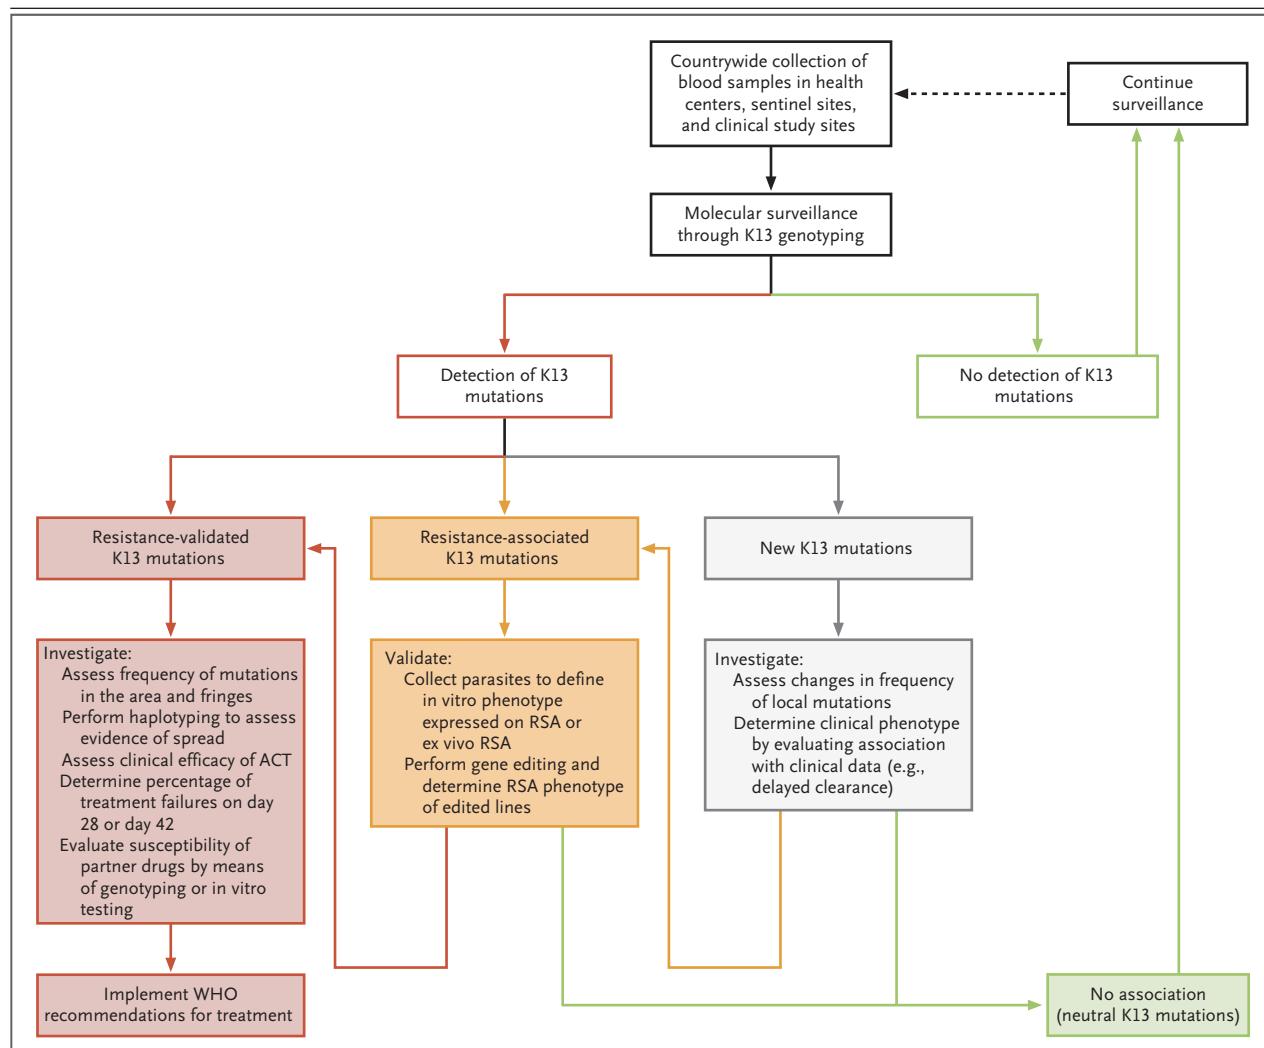 Countrywide collection of
blood samples in health
centers, sentinel sites,
and clinical study sites
Continue
surveillance
Molecular surveillance
through K13 genotyping
Detection of K13
mutations
No detection of K13
mutations
Resistance-validated
K13 mutations
Resistance-associated
K13 mutations
New K13 mutations
Investigate:
Assess frequency of mutations
in the area and fringes
Perform haplotyping to assess
evidence of spread
Assess clinical efficacy of ACT
Determine percentage of
treatment failures on day
28 or day 42
Evaluate susceptibility of
partner drugs by means
of genotyping or in vitro
testing
Validate:
Collect parasites to define
in vitro phenotype
expressed on RSA or
ex vivo RSA
Perform gene editing and
determine RSA phenotype
of edited lines
Investigate:
Assess changes in frequency
of local mutations
Determine clinical phenotype
by evaluating association
with clinical data (e.g.,
delayed clearance)
Implement WHO
recommendations for treatment
No association
(neutral K13 mutations)